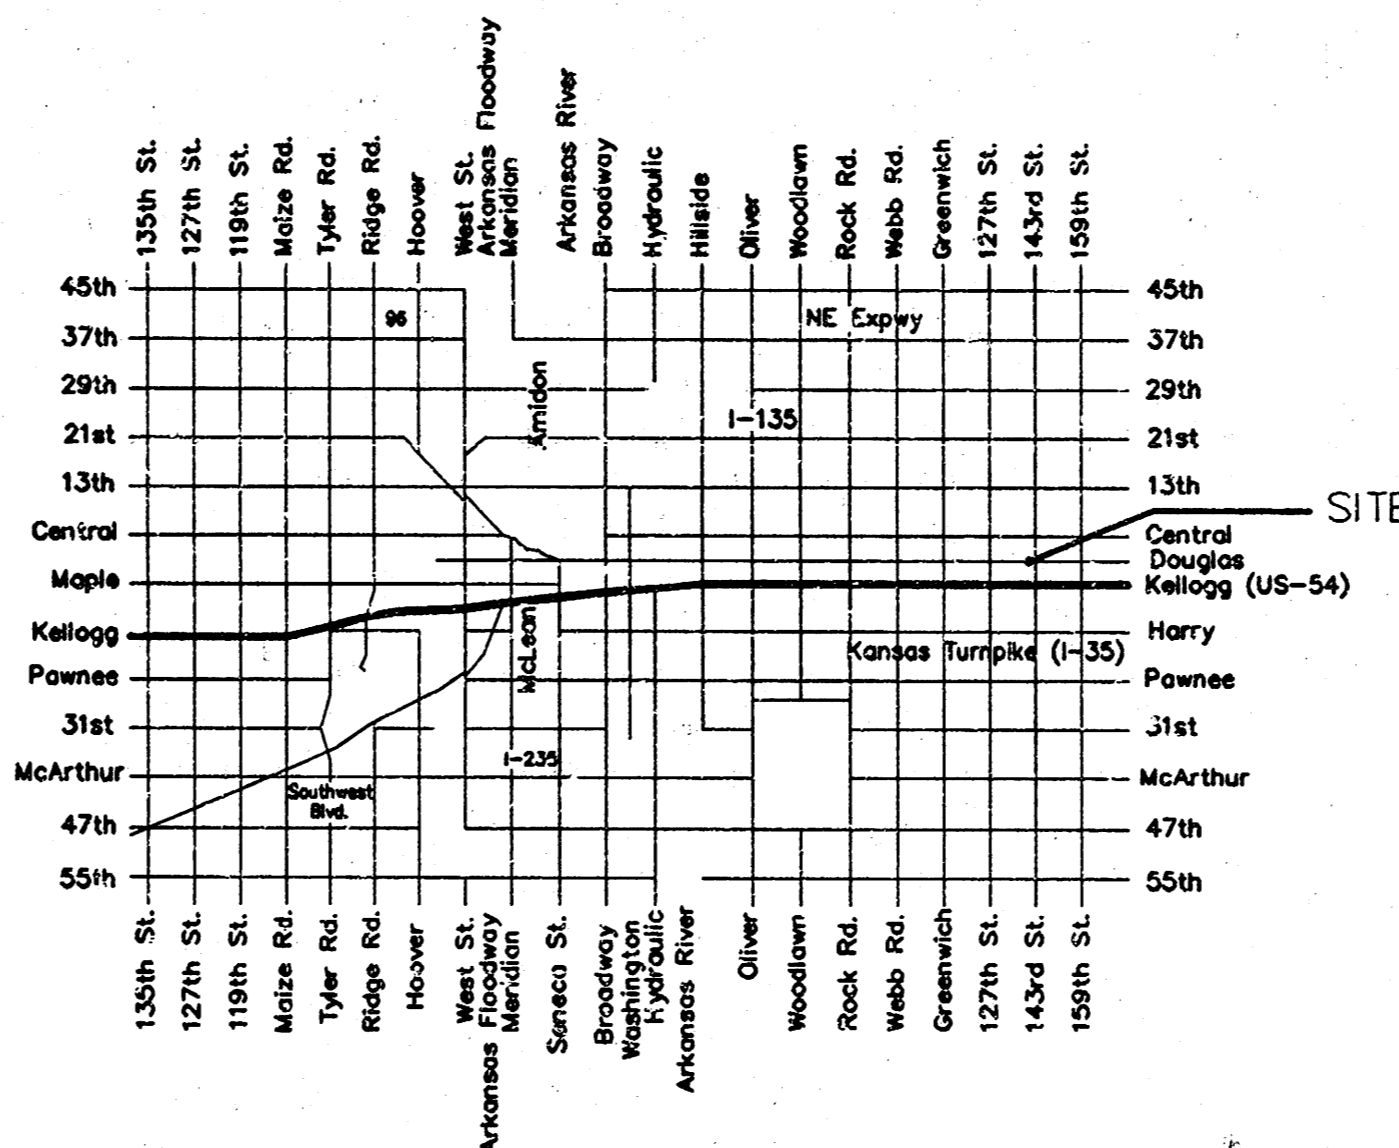 135th St.
127th St.
119th St.
Maize Rd.
Tyler Rd.
Ridge Rd.
Hoover
West St.
Arkansas Floodway
Meridian
Arkansas River
Broadway
Hydraulic
Hillside
Oliver
Woodlawn
Rock Rd.
Webb Rd.
Greenwich
127th St.
143rd St.
159th St.
45th
45th
96
NE Expwy
37th
37th
29th
Amidon
29th
I-135
21st
21st
13th
13th
SITE
Central
Central
Douglas
Maple
Kellogg (US-54)
Kellogg
McLean
Harry
Kansas Turnpike (I-35)
Pawnee
Pawnee
31st
31st
I-235
McArthur
McArthur
Southwest
Blvd.
47th
47th
55th
55th
135th St.
127th St.
119th St.
Maize Rd.
Tyler Rd.
Ridge Rd.
Hoover
West St.
Arkansas Floodway
Meridian
Seneca St.
Broadway
Washington
Hydraulic
Arkansas River
Oliver
Woodlawn
Rock Rd.
Webb Rd.
Greenwich
127th St.
143rd St.
159th St.